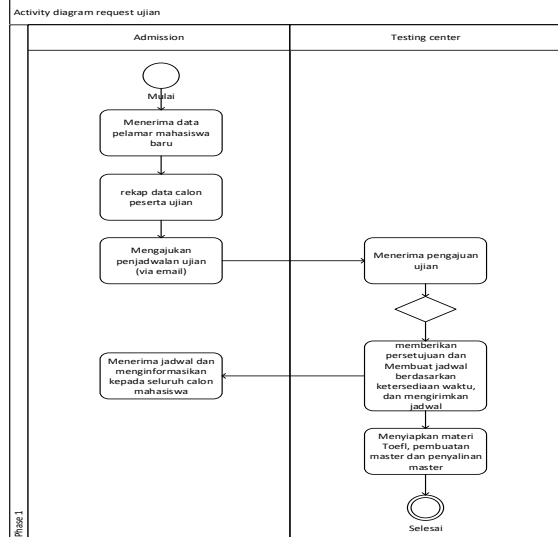 Activity diagram request ujian
Admission
Testing center
Mulai
Menerima data
pelamar mahasiswa
baru
rekap data calon
peserta ujian
Mengajukan
penjadwalan ujian
(via email)
Menerima pengajuan
ujian
memberikan
persetujuan dan
Membuat jadwal
berdasarkan
ketersediaan waktu,
dan mengirimkan
jadwal
Menerima jadwal dan
menginformasikan
kepada seluruh calon
mahasiswa
Menyiapkan materi
Toefl, pembuatan
master dan penyalinan
master
Selesai
Phase 1